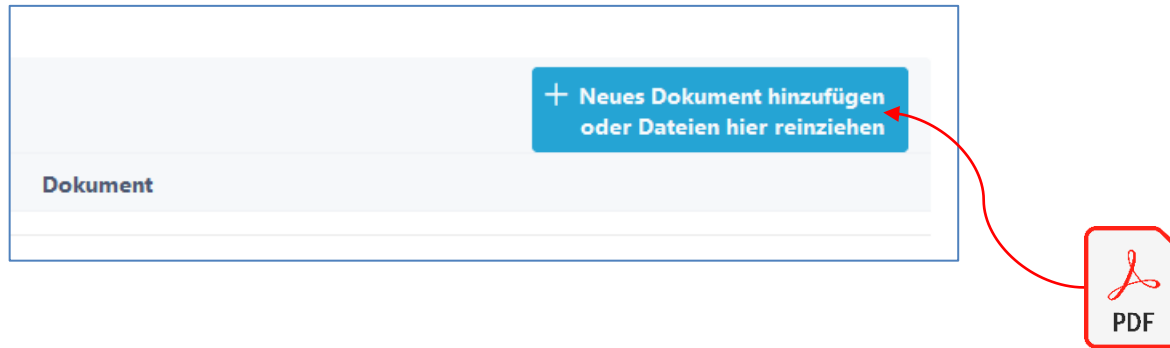 + Neues Dokument hinzufügen
oder Dateien hier reinziehen
Dokument
PDF